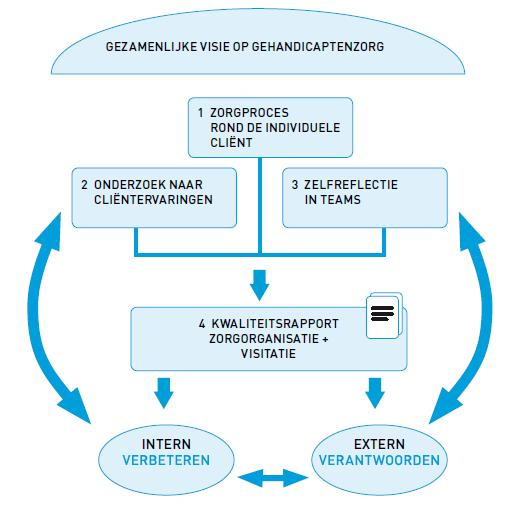 GEZAMENLIJKE VISIE OP GEHANDICAPTENZORG
1 ZORGPROCES
ROND DE INDIVIDUELE
CLIËNT
2 ONDERZOEK NAAR
CLIËNTERVARINGEN
3 ZELFREFLECTIE
IN TEAMS
4 KWALITEITSRAPPORT
ZORGORGANISATIE +
VISITATIE
INTERN
VERBETEREN
EXTERN
VERANTWOORDEN